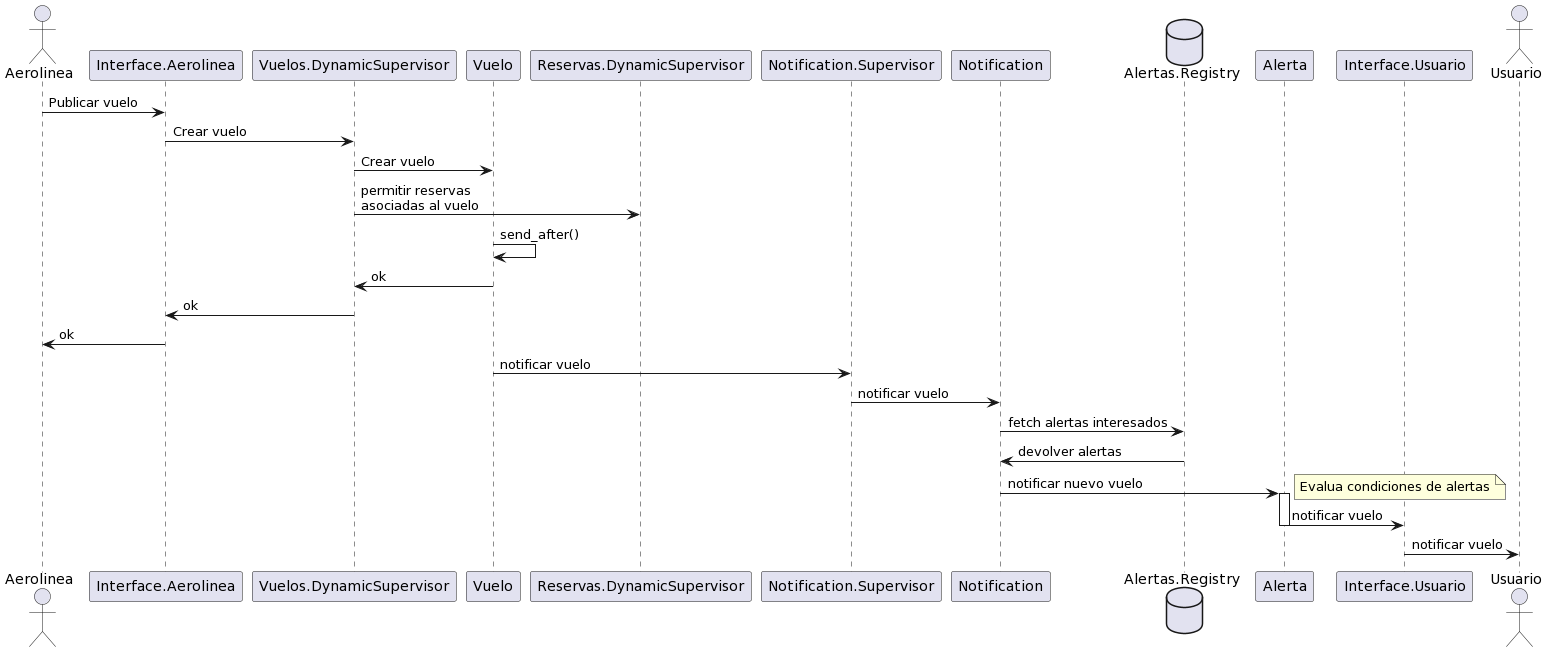 Aerolinea
Interface.Aerolinea
Vuelos.DynamicSupervisor
Vuelo
Reservas.DynamicSupervisor
Notification.Supervisor
Notification
Alertas.Registry
Alerta
Interface.Usuario
Usuario
Publicar vuelo
Crear vuelo
Crear vuelo
permitir reservas
asociadas al vuelo
send_after()
ok
ok
ok
notificar vuelo
notificar vuelo
fetch alertas interesados
devolver alertas
notificar nuevo vuelo
Evalua condiciones de alertas
notificar vuelo
notificar vuelo
Aerolinea
Interface.Aerolinea
Vuelos.DynamicSupervisor
Vuelo
Reservas.DynamicSupervisor
Notification.Supervisor
Notification
Alertas.Registry
Alerta
Interface.Usuario
Usuario